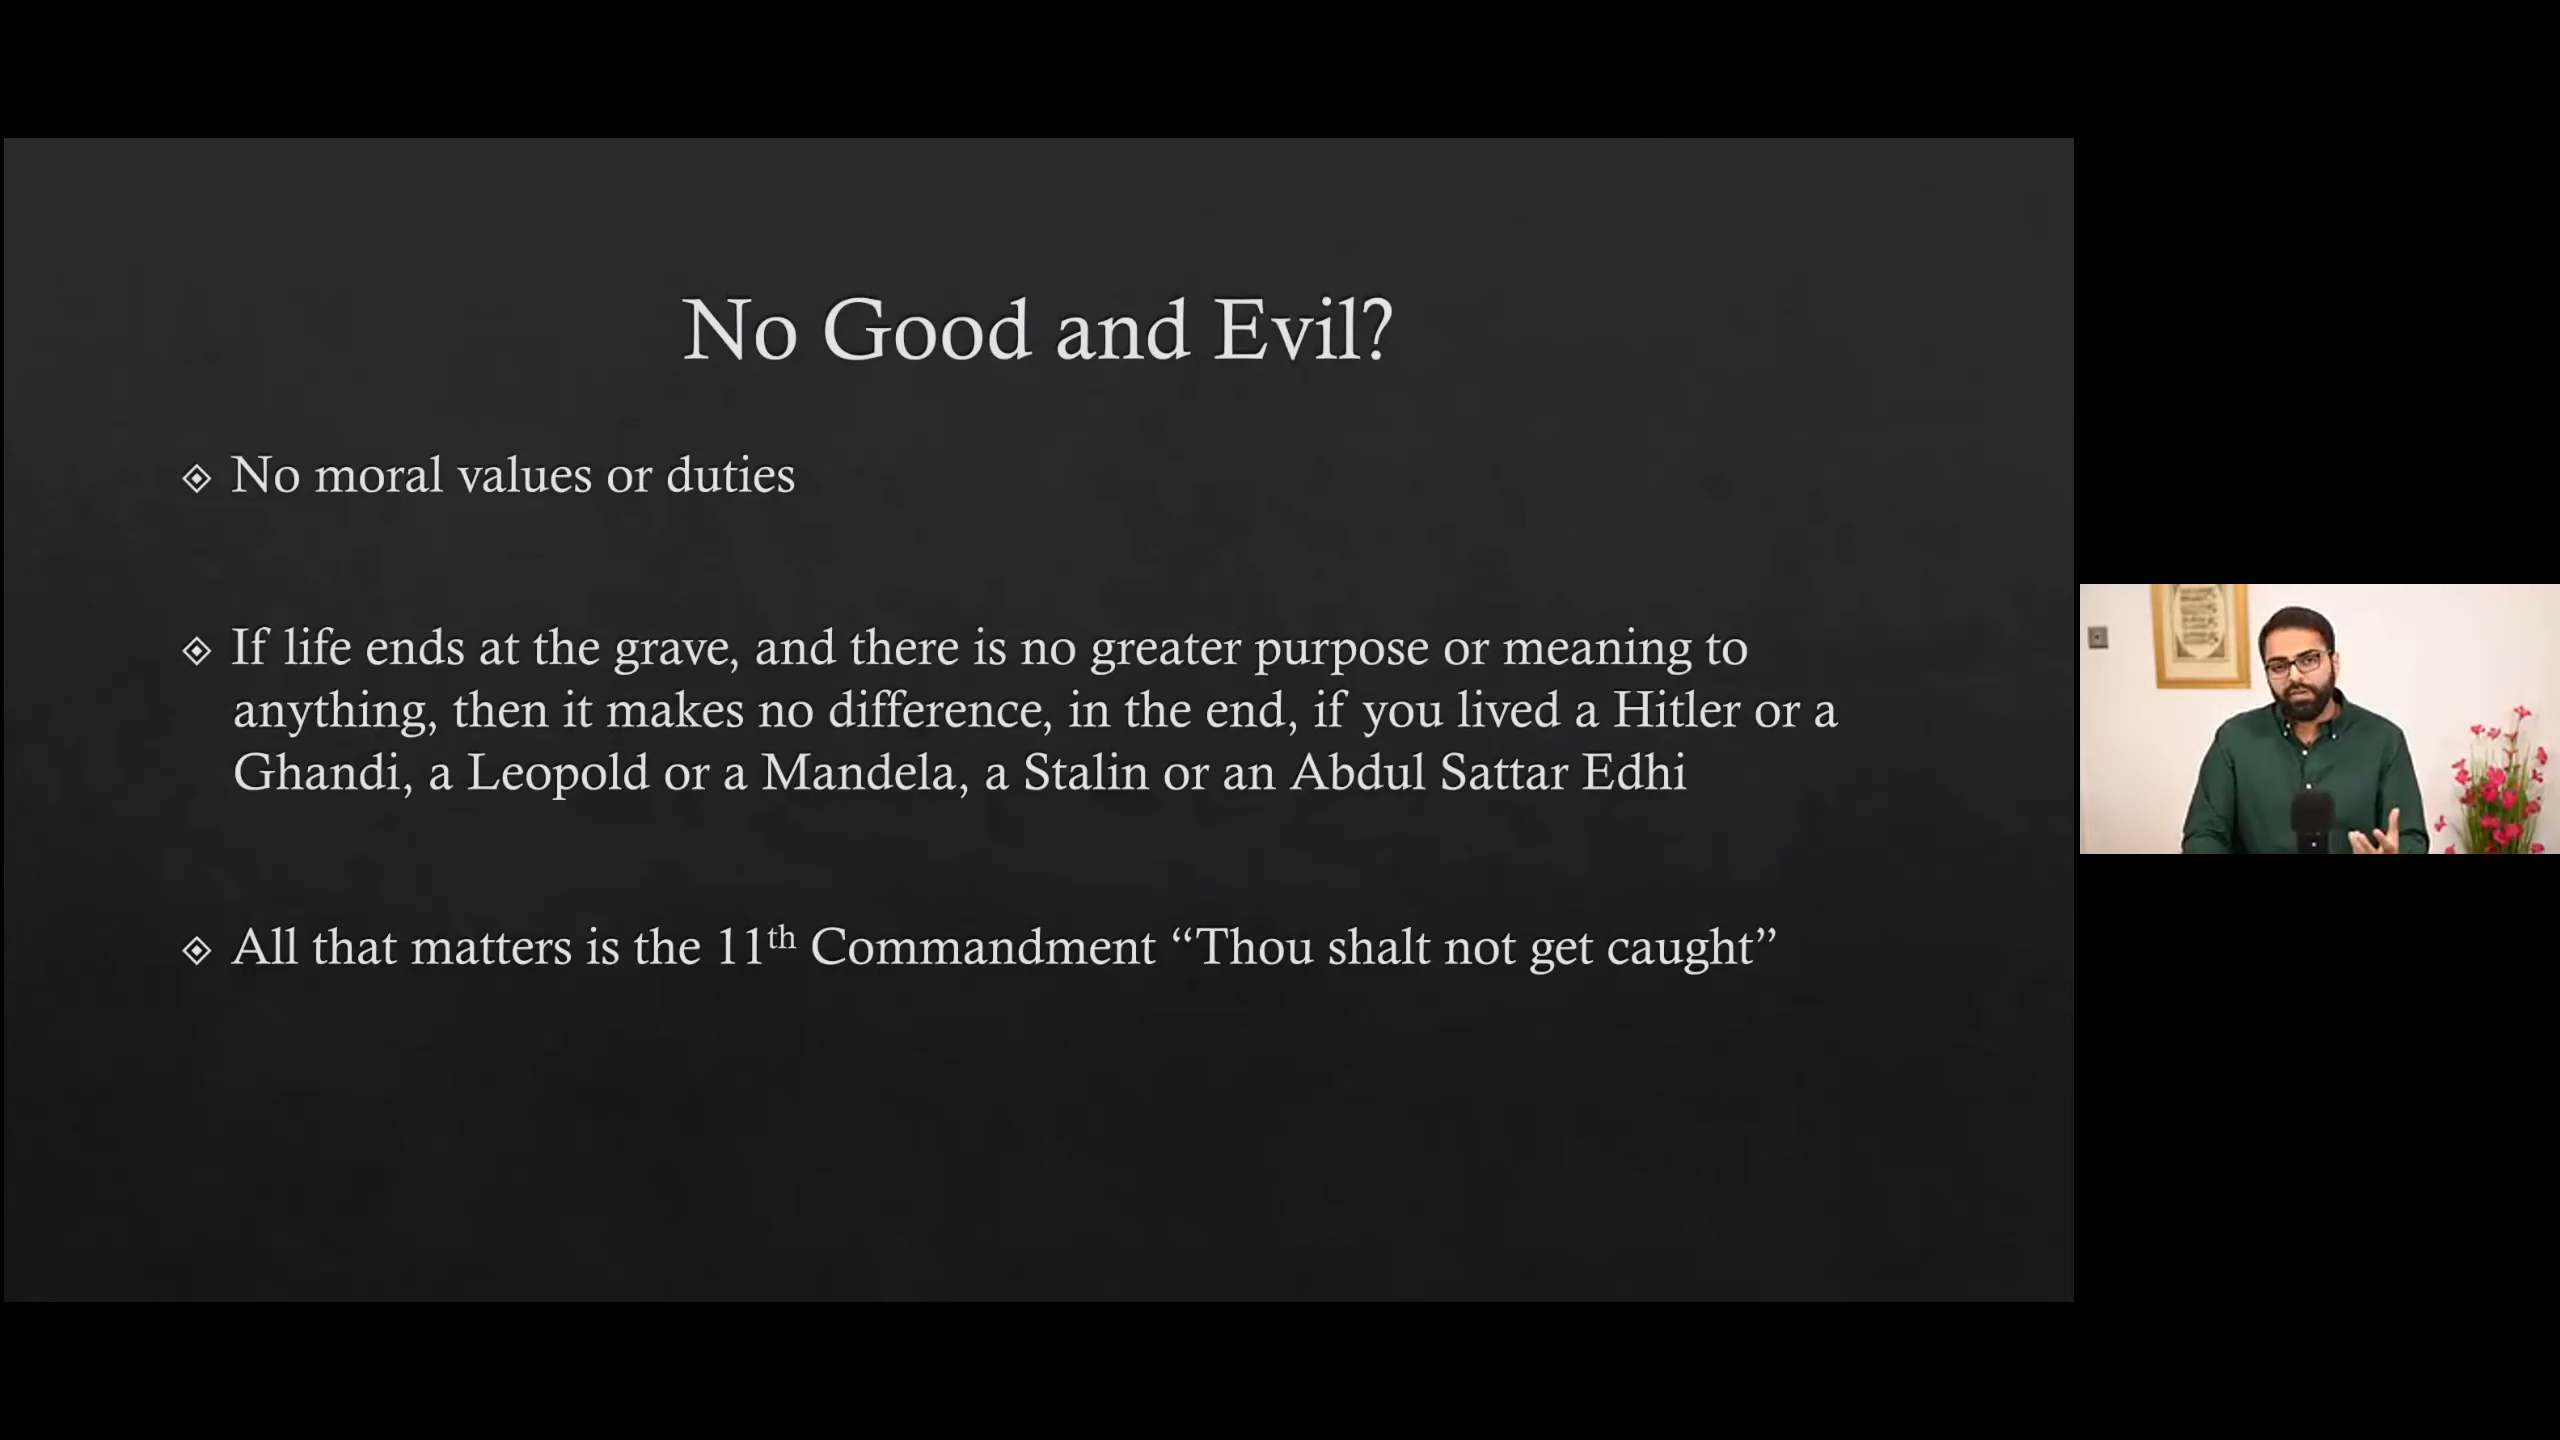 No Good and Evil?
No moral values or duties
If life ends at the grave, and there is no greater purpose or meaning to
anything, then it makes no difference, in the end, if you lived a Hitler or a
Ghandi, a Leopold or a Mandela, a Stalin or an Abdul Sattar Edhi
All that matters is the 11th Commandment “Thou shalt not get caught”